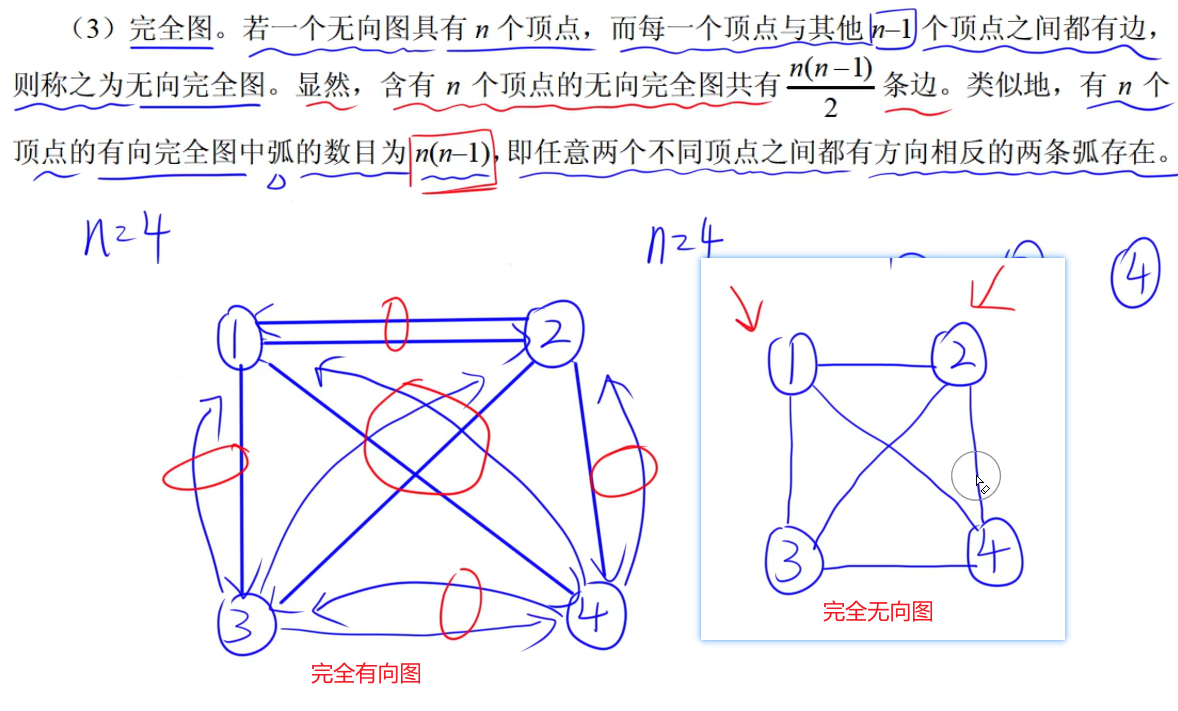 （3）完全图。若一个无向图具有 n 个顶点，而每一个顶点与其他 n–1 个顶点之间都有边，
则称之为无向完全图。显然，含有 n 个顶点的无向完全图共有 n(n−1)/2 条边。类似地，有 n 个
顶点的有向完全图中弧的数目为 n(n–1)，即任意两个不同顶点之间都有方向相反的两条弧存在。
n=4
n=4
4
1 2
3 4
完全有向图
1 2
3 4
完全无向图